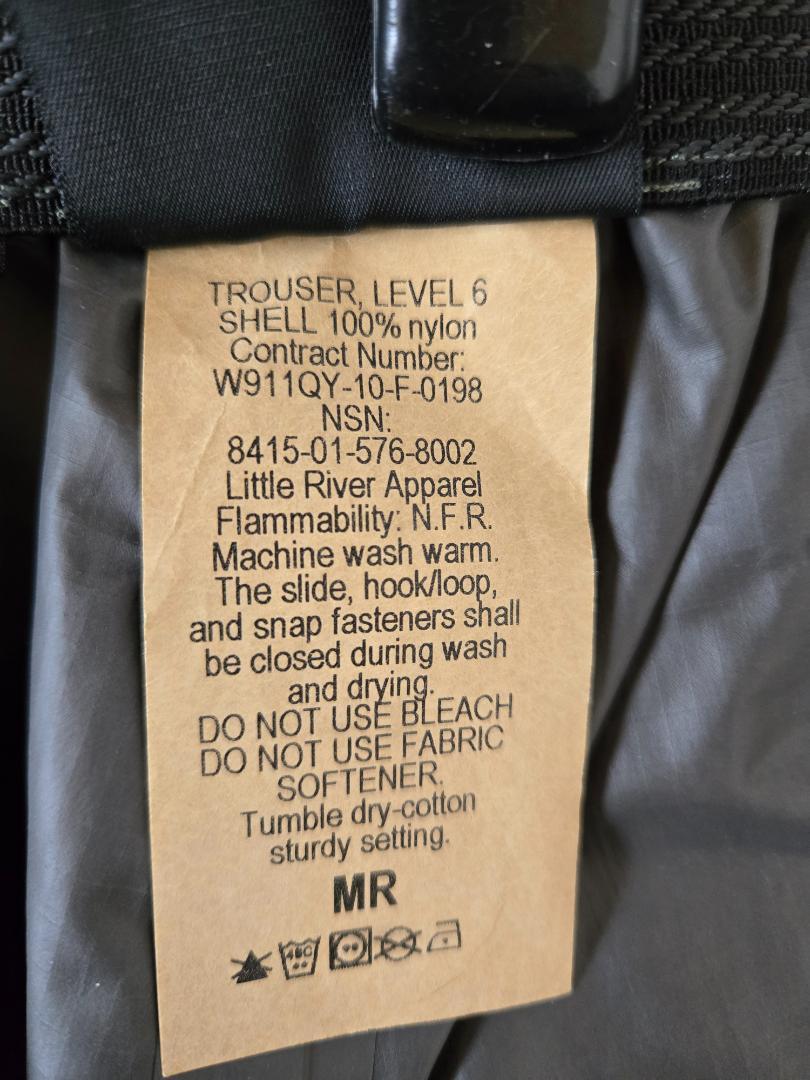 TROUSER, LEVEL 6
SHELL 100% nylon
Contract Number:
W911QY-10-F-0198
NSN:
8415-01-576-8002
Little River Apparel
Flammability: N.F.R.
Machine wash warm.
The slide, hook/loop,
and snap fasteners shall
be closed during wash
and drying.
DO NOT USE BLEACH
DO NOT USE FABRIC
SOFTENER.
Tumble dry-cotton
sturdy setting.
MR